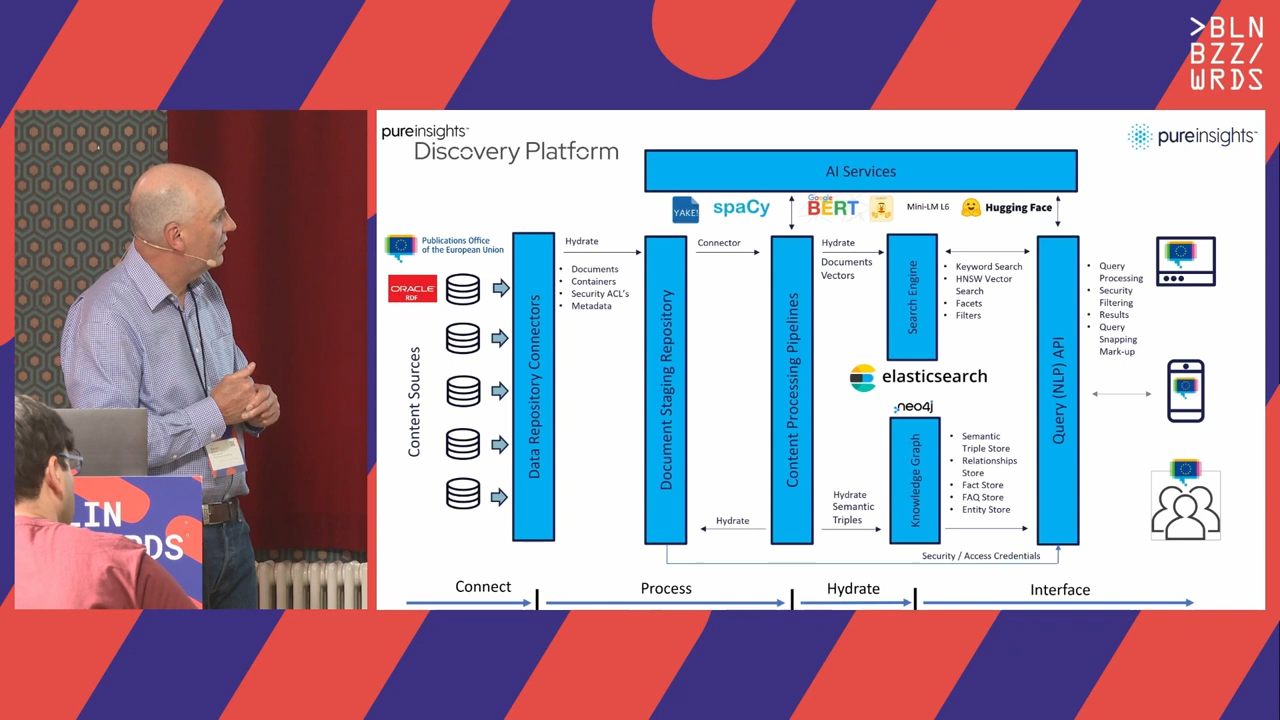 >BLN
BZZ/
WRDS
pureinsights™
Discovery Platform
pureinsights™
AI Services
YAKE!
spaCy
Google
BERT
Mini-LM L6
Hugging Face
Publications Office
of the European Union
ORACLE
RDF
Content Sources
Data Repository Connectors
Hydrate
• Documents
• Containers
• Security ACL's
• Metadata
Document Staging Repository
Connector
Hydrate
Content Processing Pipelines
Hydrate
Documents
Vectors
Search Engine
• Keyword Search
• HNSW Vector
Search
• Facets
• Filters
elasticsearch
neo4j
Hydrate
Semantic
Triples
Knowledge Graph
• Semantic
Triple Store
• Relationships
Store
• Fact Store
• FAQ Store
• Entity Store
Security / Access Credentials
Query (NLP) API
• Query
Processing
• Security
Filtering
• Results
• Query
Snapping
Mark-up
Connect
Process
Hydrate
Interface
LIN
RDS